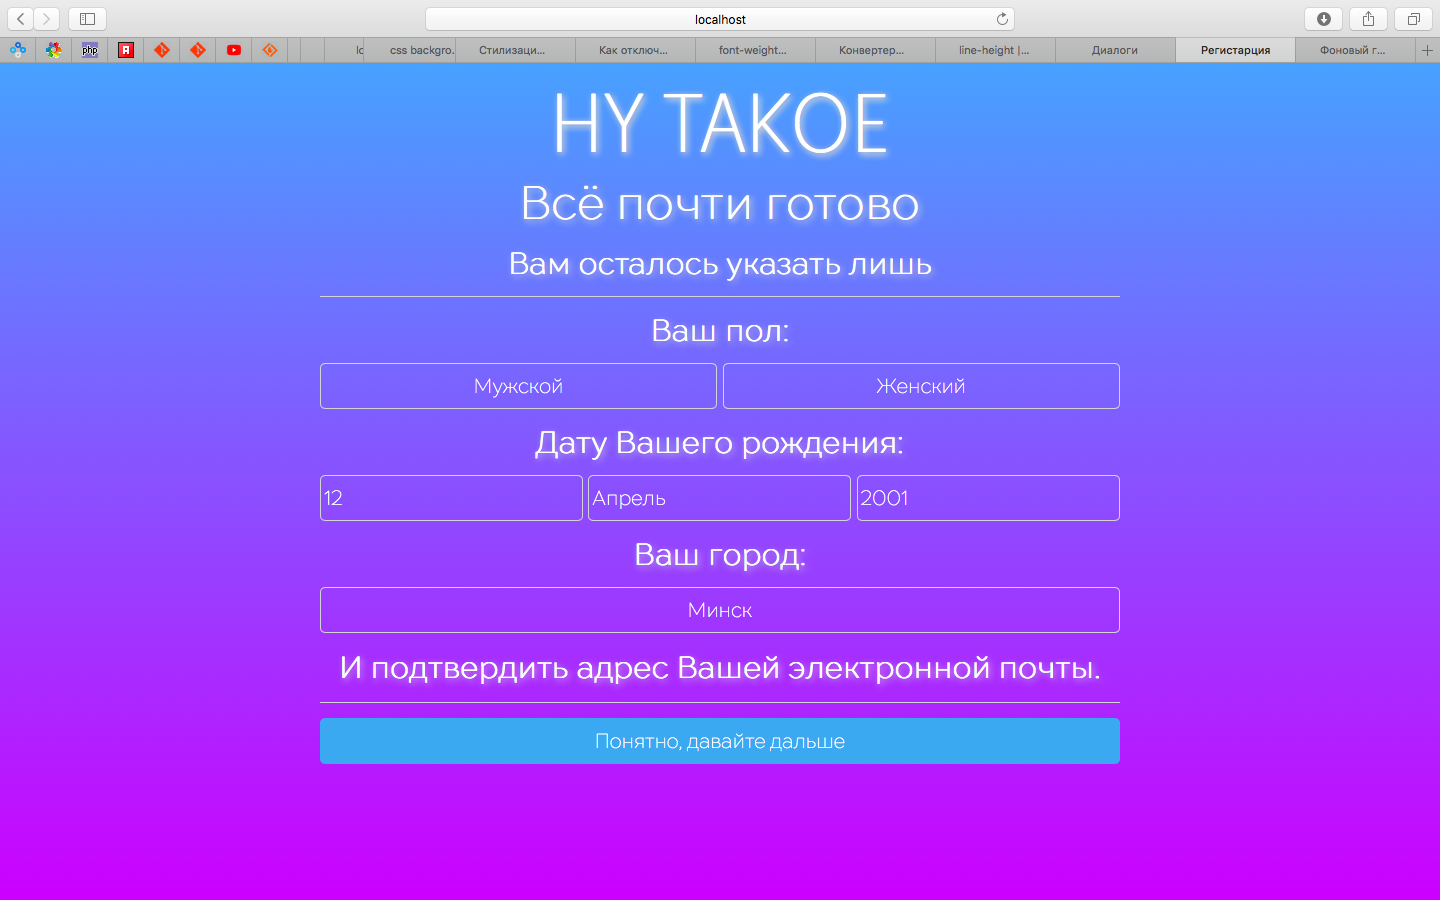 localhost
php
css backgro.
Стилизаци...
Как отключ...
font-weight...
Конвертер...
line-height |...
Диалоги
Регистарция
Фоновый г...
НУ ТАКОЕ
Всё почти готово
Вам осталось указать лишь
Ваш пол:
Мужской Женский
Дату Вашего рождения:
12 Апрель 2001
Ваш город:
Минск
И подтвердить адрес Вашей электронной почты.
Понятно, давайте дальше